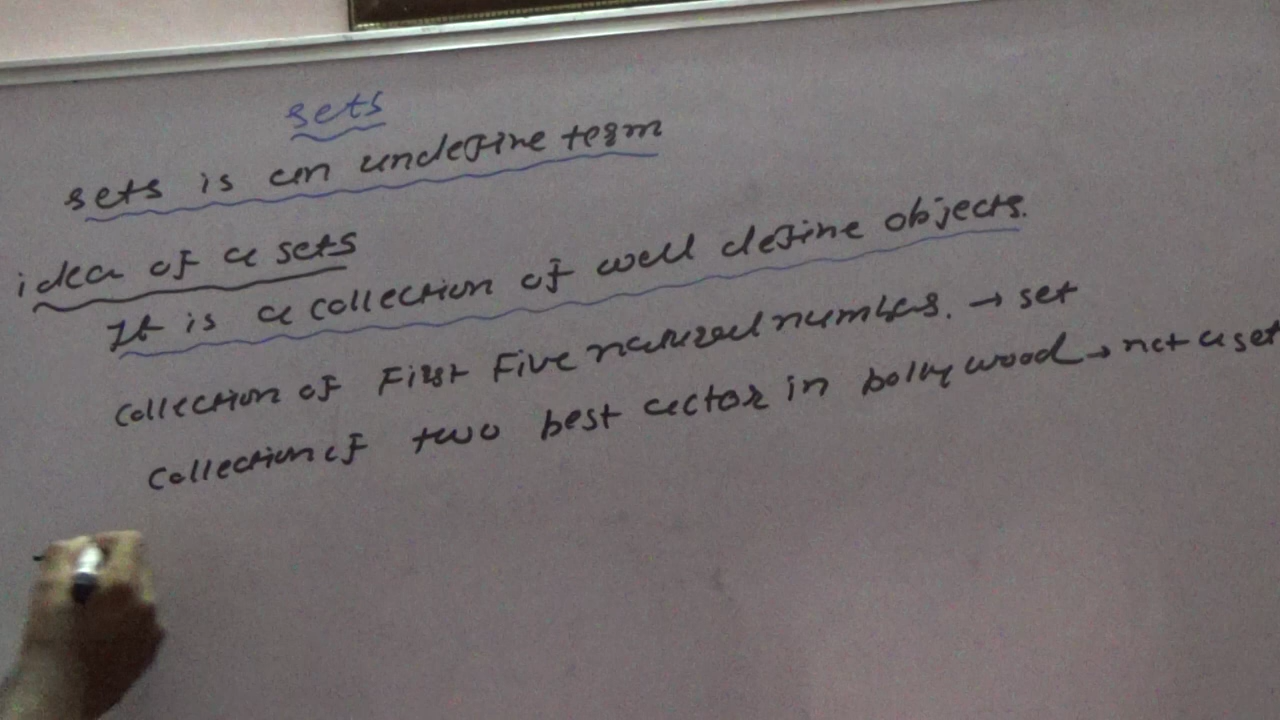 sets
sets is an undefine term
idea of a sets
It is a collection of well define objects.
collection of First Five natural numbers. → set
Collection of two best actor in bollywood → not a set